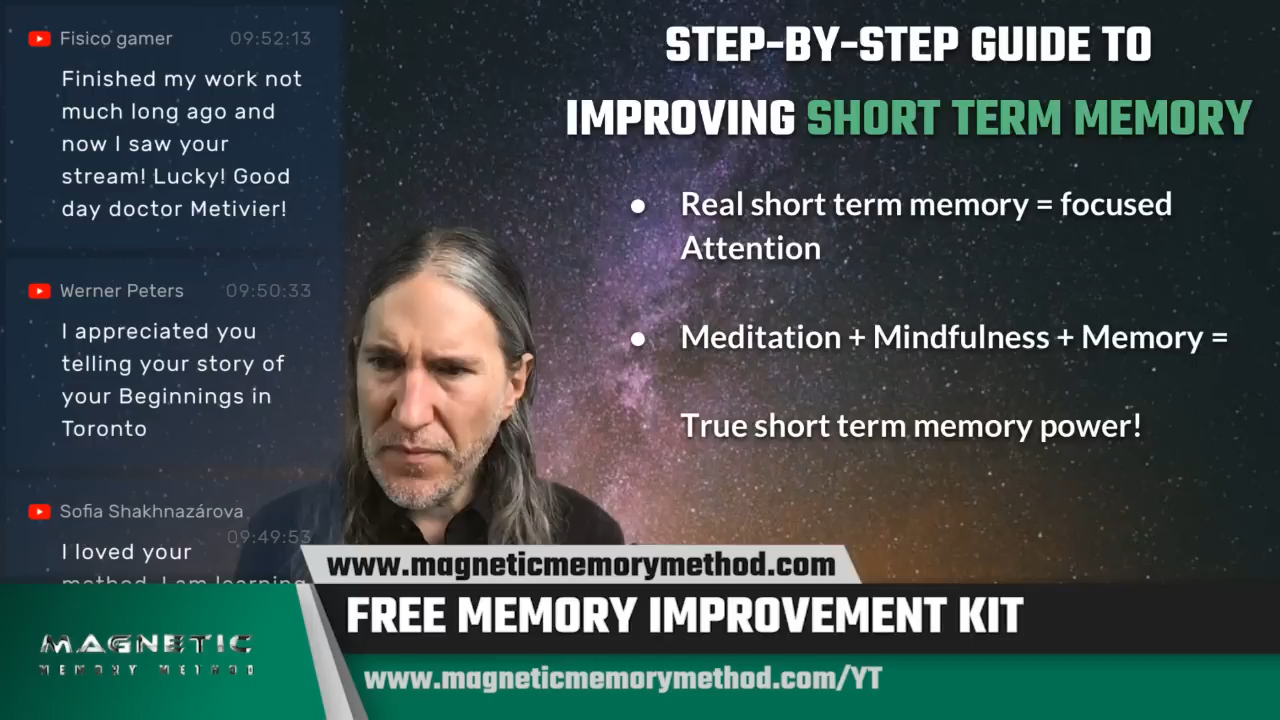 Fisico gamer 09:52:13
Finished my work not
much long ago and
now I saw your
stream! Lucky! Good
day doctor Metivier!
Werner Peters 09:50:33
I appreciated you
telling your story of
your Beginnings in
Toronto
Sofia Shakhnazárova
09:49:53
I loved your
method. I am learning
STEP-BY-STEP GUIDE TO
IMPROVING SHORT TERM MEMORY
• Real short term memory = focused
Attention
• Meditation + Mindfulness + Memory =
True short term memory power!
www.magneticmemorymethod.com
FREE MEMORY IMPROVEMENT KIT
www.magneticmemorymethod.com/YT
MAGNETIC
MEMORY METHOD